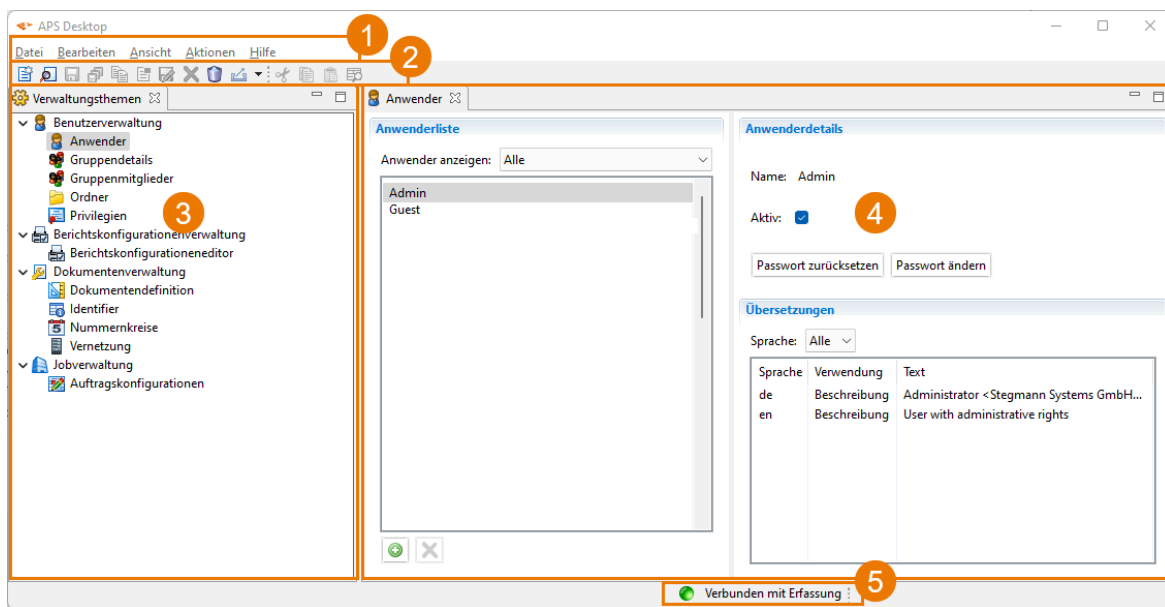 APS Desktop
1
Datei Bearbeiten Ansicht Aktionen Hilfe
2
Verwaltungsthemen
Benutzerverwaltung
Anwender
Gruppendetails
Gruppenmitglieder
Ordner
Privilegien
3
Berichtskonfigurationenverwaltung
Berichtskonfigurationeneditor
Dokumentenverwaltung
Dokumentendefinition
Identifier
Nummernkreise
Vernetzung
Jobverwaltung
Auftragskonfigurationen
Anwender
Anwenderliste
Anwender anzeigen: Alle
Admin
Guest
Anwenderdetails
Name: Admin
Aktiv:
4
Passwort zurücksetzen Passwort ändern
Übersetzungen
Sprache: Alle
Sprache Verwendung Text
de Beschreibung Administrator <Stegmann Systems GmbH...
en Beschreibung User with administrative rights
5
Verbunden mit Erfassung